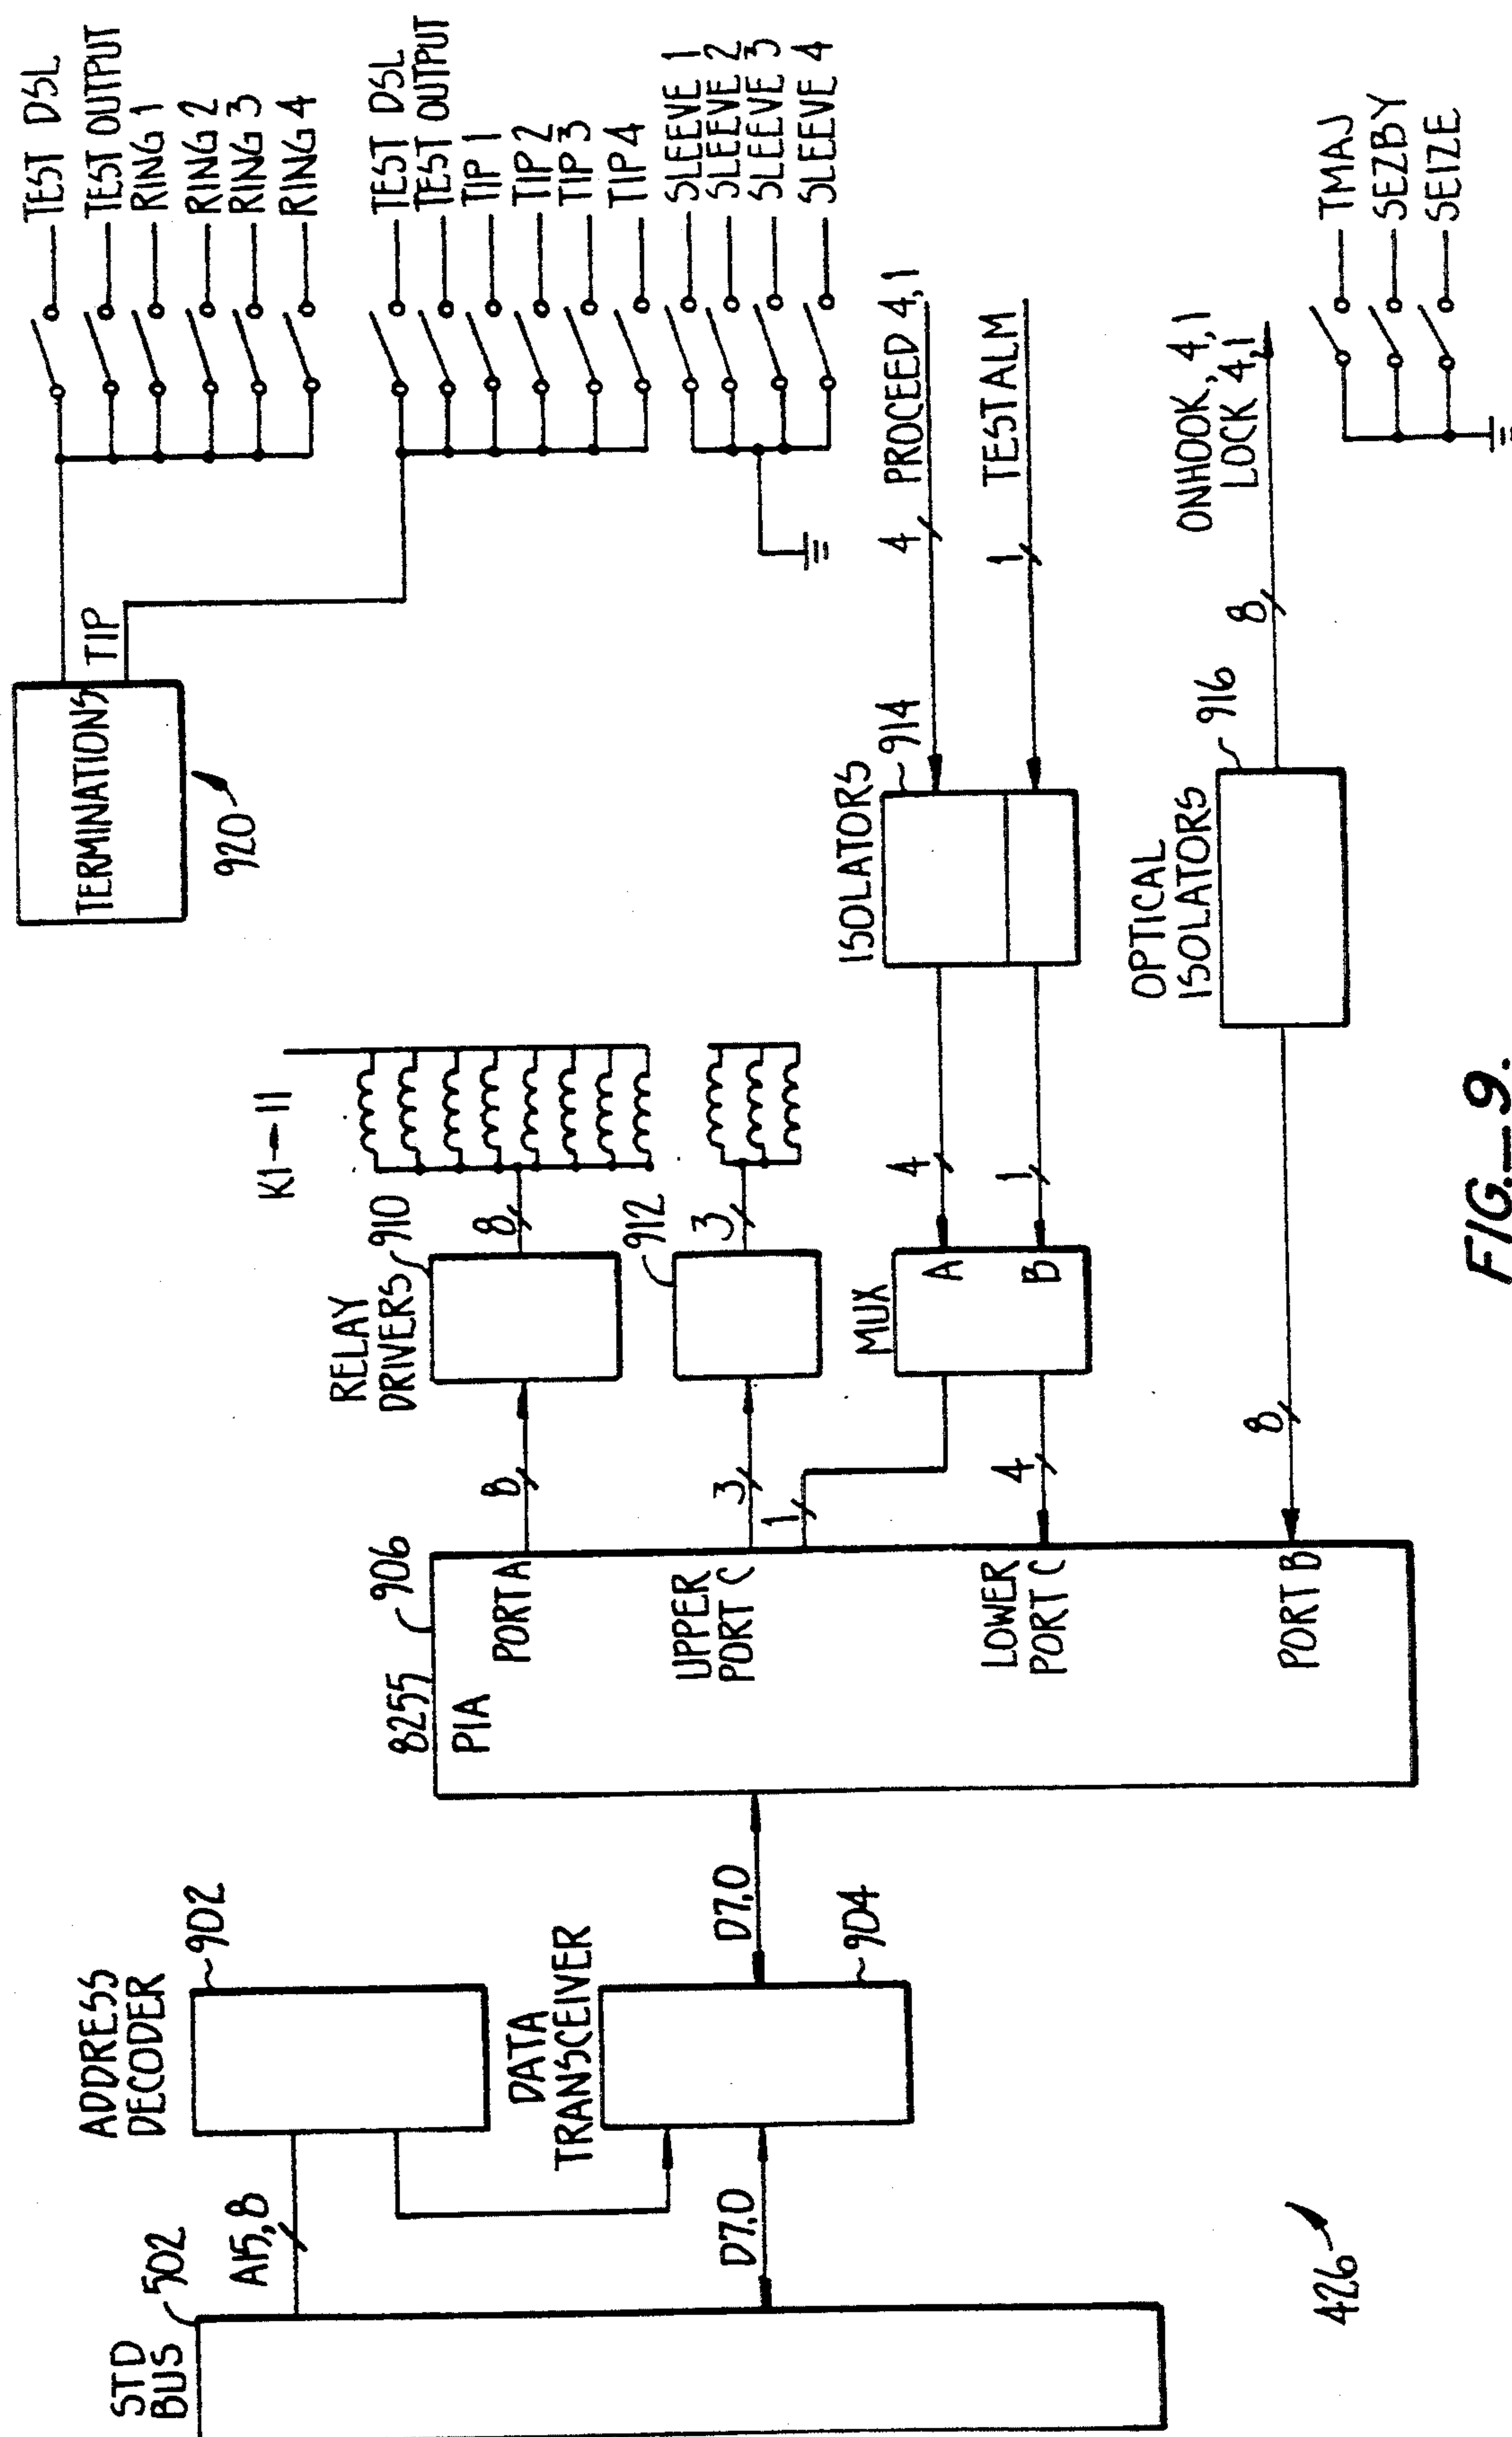 STD
BUS
502
A15,8
D7,0
ADDRESS
DECODER
902
DATA
TRANSCEIVER
904
D7,0
8255
906
PIA
PORT A
UPPER
PORT C
LOWER
PORT C
PORT B
8
3
1
4
8
RELAY
DRIVERS
910
912
MUX
A
B
8
3
4
1
K1→11
ISOLATORS
914
OPTICAL
ISOLATORS
916
TERMINATIONS
920
TIP
4
PROCEED 4,1
1
TESTALM
8
ONHOOK, 4,1
LOCK 4,1
TEST DSL
TEST OUTPUT
RING 1
RING 2
RING 3
RING 4
TEST DSL
TEST OUTPUT
TIP 1
TIP 2
TIP 3
TIP 4
SLEEVE 1
SLEEVE 2
SLEEVE 3
SLEEVE 4
TMAJ
SEZBY
SEIZE
426
FIG.—9.